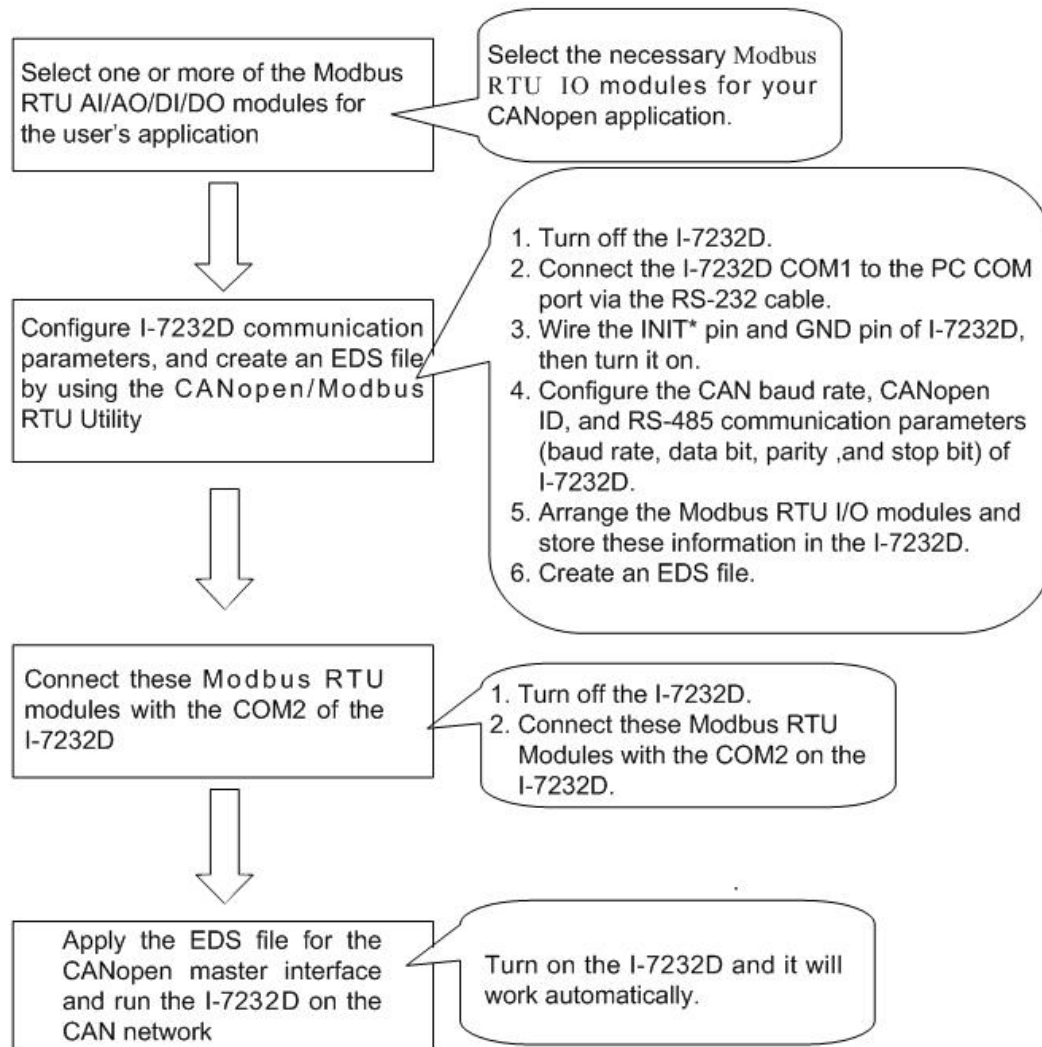 Select one or more of the Modbus
RTU AI/AO/DI/DO modules for
the user's application
Select the necessary Modbus
RTU IO modules for your
CANopen application.
Configure I-7232D communication
parameters, and create an EDS file
by using the CANopen/Modbus
RTU Utility
1. Turn off the I-7232D.
2. Connect the I-7232D COM1 to the PC COM
port via the RS-232 cable.
3. Wire the INIT* pin and GND pin of I-7232D,
then turn it on.
4. Configure the CAN baud rate, CANopen
ID, and RS-485 communication parameters
(baud rate, data bit, parity ,and stop bit) of
I-7232D.
5. Arrange the Modbus RTU I/O modules and
store these information in the I-7232D.
6. Create an EDS file.
Connect these Modbus RTU
modules with the COM2 of the
I-7232D
1. Turn off the I-7232D.
2. Connect these Modbus RTU
Modules with the COM2 on the
I-7232D.
Apply the EDS file for the
CANopen master interface
and run the I-7232D on the
CAN network
Turn on the I-7232D and it will
work automatically.